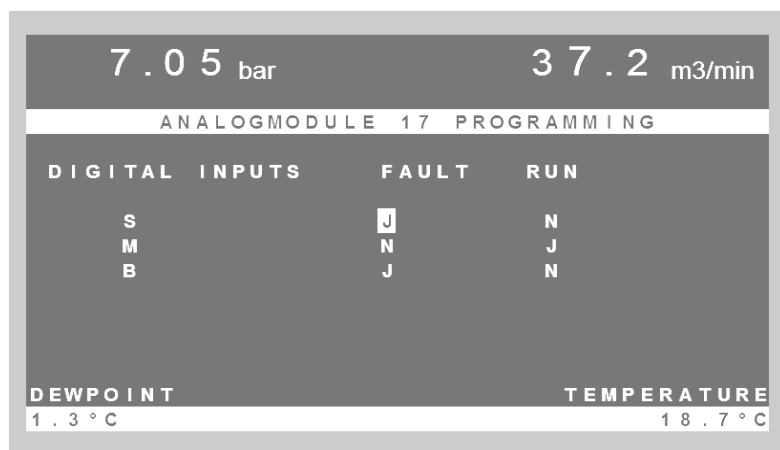 7.05 bar 37.2 m3/min
ANALOGMODULE 17 PROGRAMMING
DIGITAL INPUTS FAULT RUN
S J N
M N J
B J N
DEWPOINT TEMPERATURE
1.3°C 18.7°C